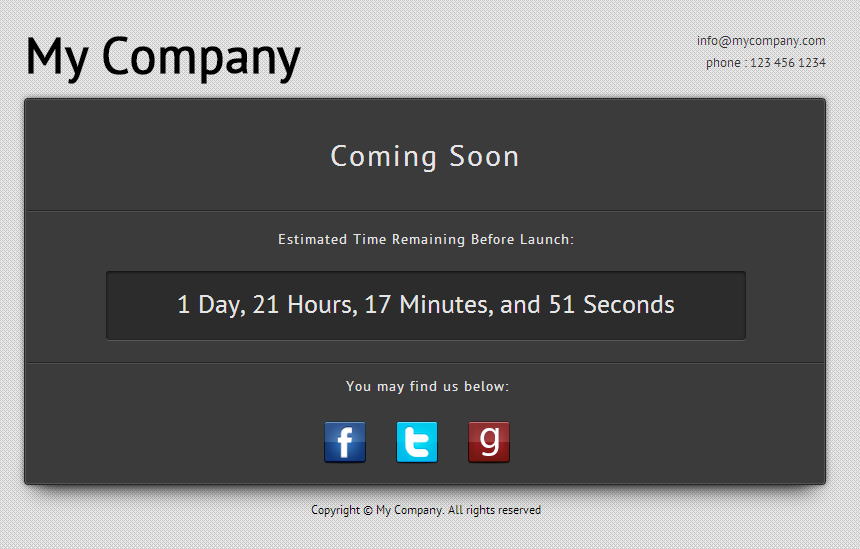 My Company
info@mycompany.com
phone : 123 456 1234
Coming Soon
Estimated Time Remaining Before Launch:
1 Day, 21 Hours, 17 Minutes, and 51 Seconds
You may find us below:
f t g
Copyright © My Company. All rights reserved